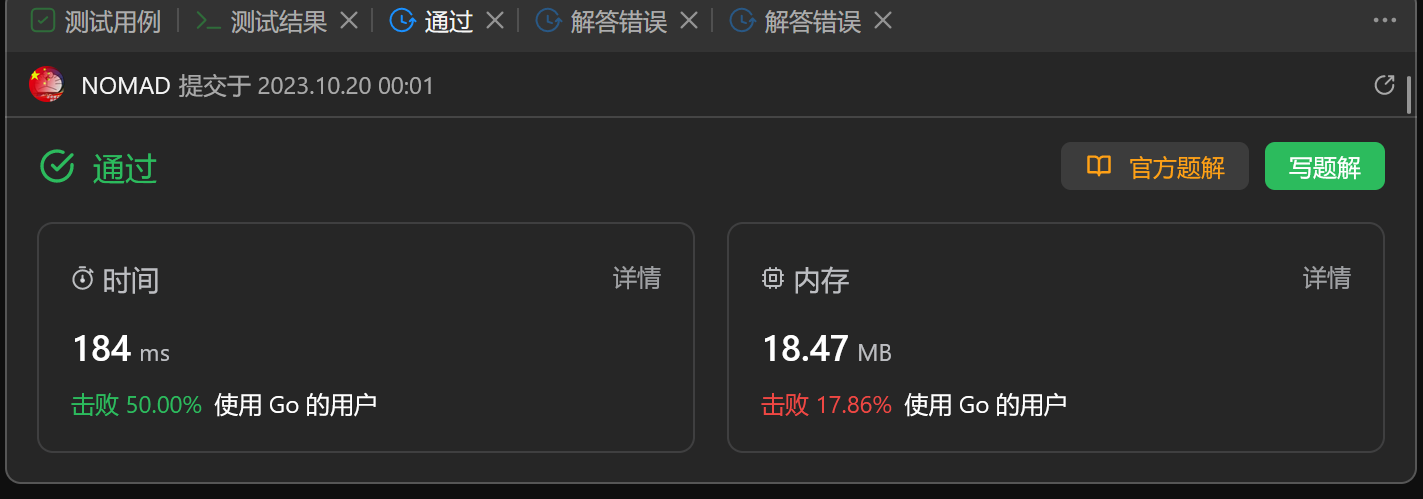 测试用例 测试结果 通过 解答错误 解答错误
NOMAD 提交于 2023.10.20 00:01
通过 官方题解 写题解
时间 详情 内存 详情
184 ms 18.47 MB
击败 50.00% 使用 Go 的用户 击败 17.86% 使用 Go 的用户